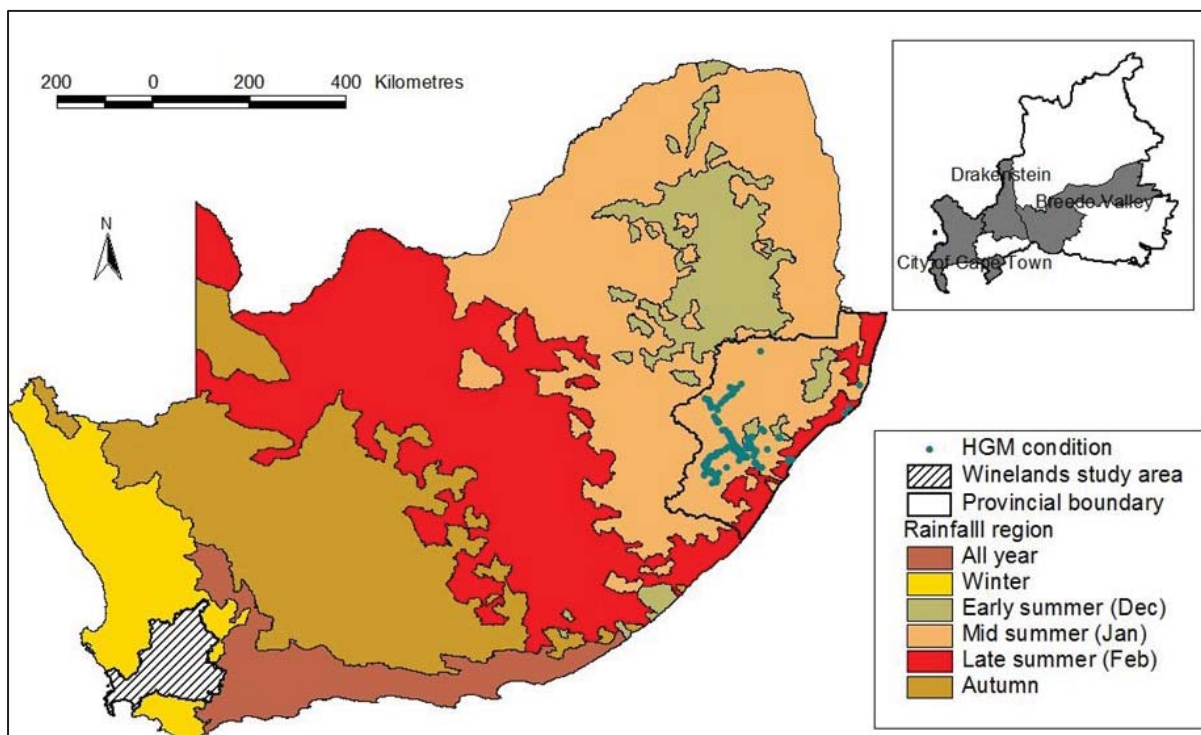 200 0 200 400 Kilometres
N
Drakenstein
Breede Valley
City of Cape Town
HGM condition
Winelands study area
Provincial boundary
Rainfalll region
All year
Winter
Early summer (Dec)
Mid summer (Jan)
Late summer (Feb)
Autumn